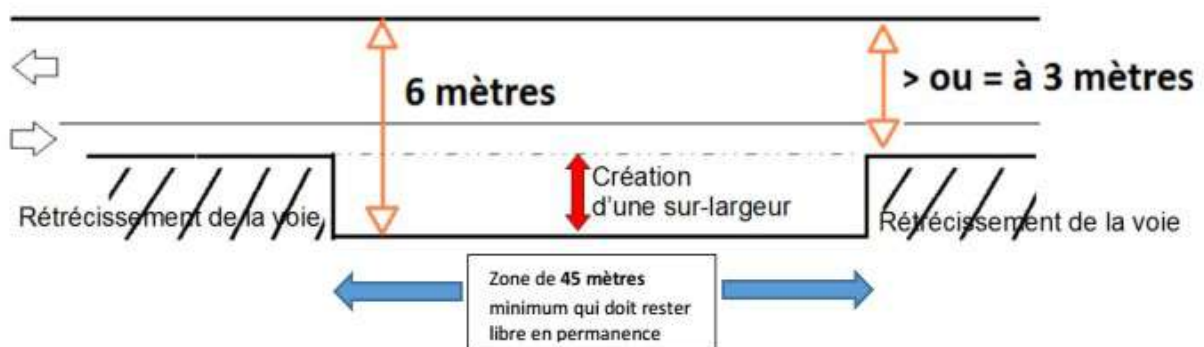 6 mètres
> ou = à 3 mètres
Création
d'une sur-largeur
Rétrécissement de la voie
Rétrécissement de la voie
Zone de 45 mètres
minimum qui doit rester
libre en permanence